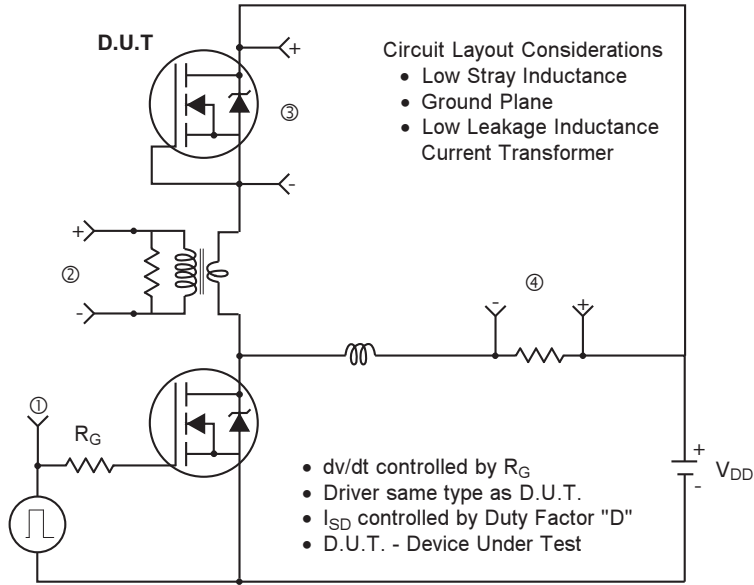 D.U.T
+
Circuit Layout Considerations
• Low Stray Inductance
• Ground Plane
• Low Leakage Inductance
Current Transformer
③
-
+
②
-
④
-
+
①
R_G
• dv/dt controlled by R_G
• Driver same type as D.U.T.
• I_SD controlled by Duty Factor "D"
• D.U.T. - Device Under Test
+
V_DD
-